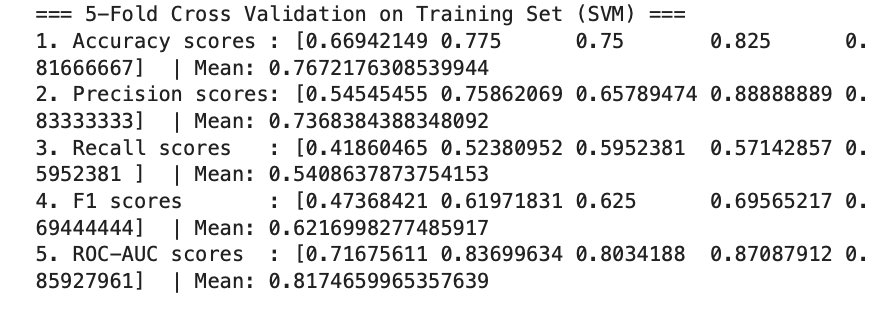 === 5-Fold Cross Validation on Training Set (SVM) ===
1. Accuracy scores : [0.66942149 0.775      0.75       0.825      0.
81666667]  | Mean: 0.7672176308539944
2. Precision scores: [0.54545455 0.75862069 0.65789474 0.88888889 0.
83333333]  | Mean: 0.7368384388348092
3. Recall scores   : [0.41860465 0.52380952 0.5952381  0.57142857 0.
5952381 ]  | Mean: 0.5408637873754153
4. F1 scores       : [0.47368421 0.61971831 0.625      0.69565217 0.
69444444]  | Mean: 0.6216998277485917
5. ROC-AUC scores  : [0.71675611 0.83699634 0.8034188  0.87087912 0.
85927961]  | Mean: 0.8174659965357639